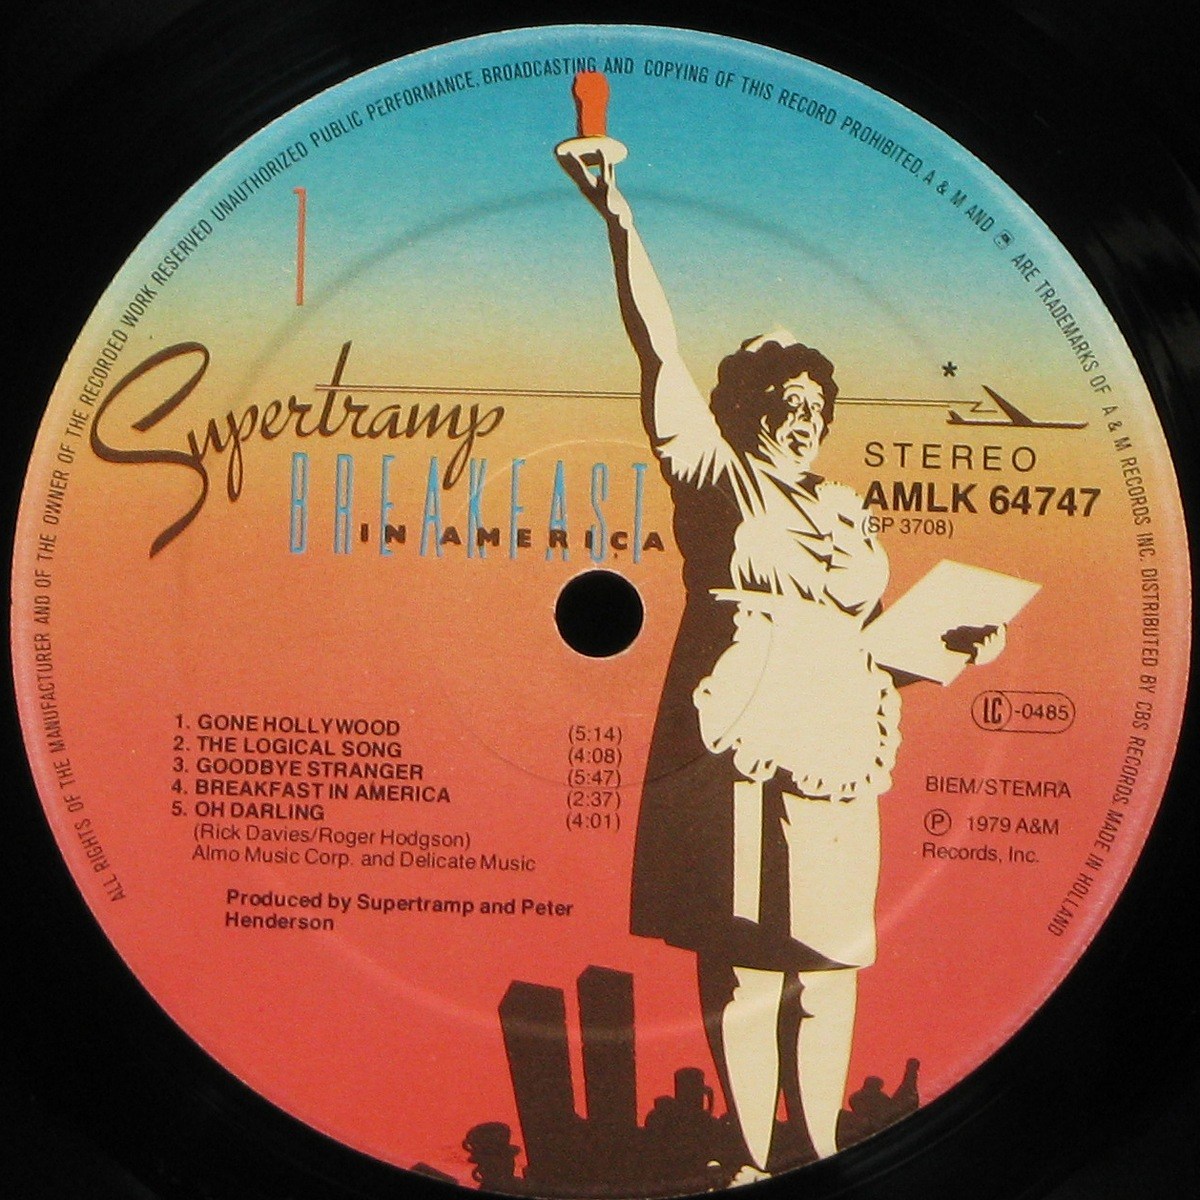 ALL RIGHTS OF THE MANUFACTURER AND OF THE OWNER OF THE RECORDED WORK RESERVED UNAUTHORIZED PUBLIC PERFORMANCE, BROADCASTING AND COPYING OF THIS RECORD PROHIBITED. A & M AND ARE TRADEMARKS OF A & M RECORDS INC. DISTRIBUTED BY CBS RECORDS. MADE IN HOLLAND
1
Supertramp
*
BREAKFAST
IN AMERICA
STEREO
AMLK 64747
(SP 3708)
LC-0485
1. GONE HOLLYWOOD (5:14)
2. THE LOGICAL SONG (4:08)
3. GOODBYE STRANGER (5:47)
4. BREAKFAST IN AMERICA (2:37)
5. OH DARLING (4:01)
(Rick Davies/Roger Hodgson)
Almo Music Corp. and Delicate Music
Produced by Supertramp and Peter
Henderson
BIEM/STEMRA
Ⓟ 1979 A&M
Records, Inc.